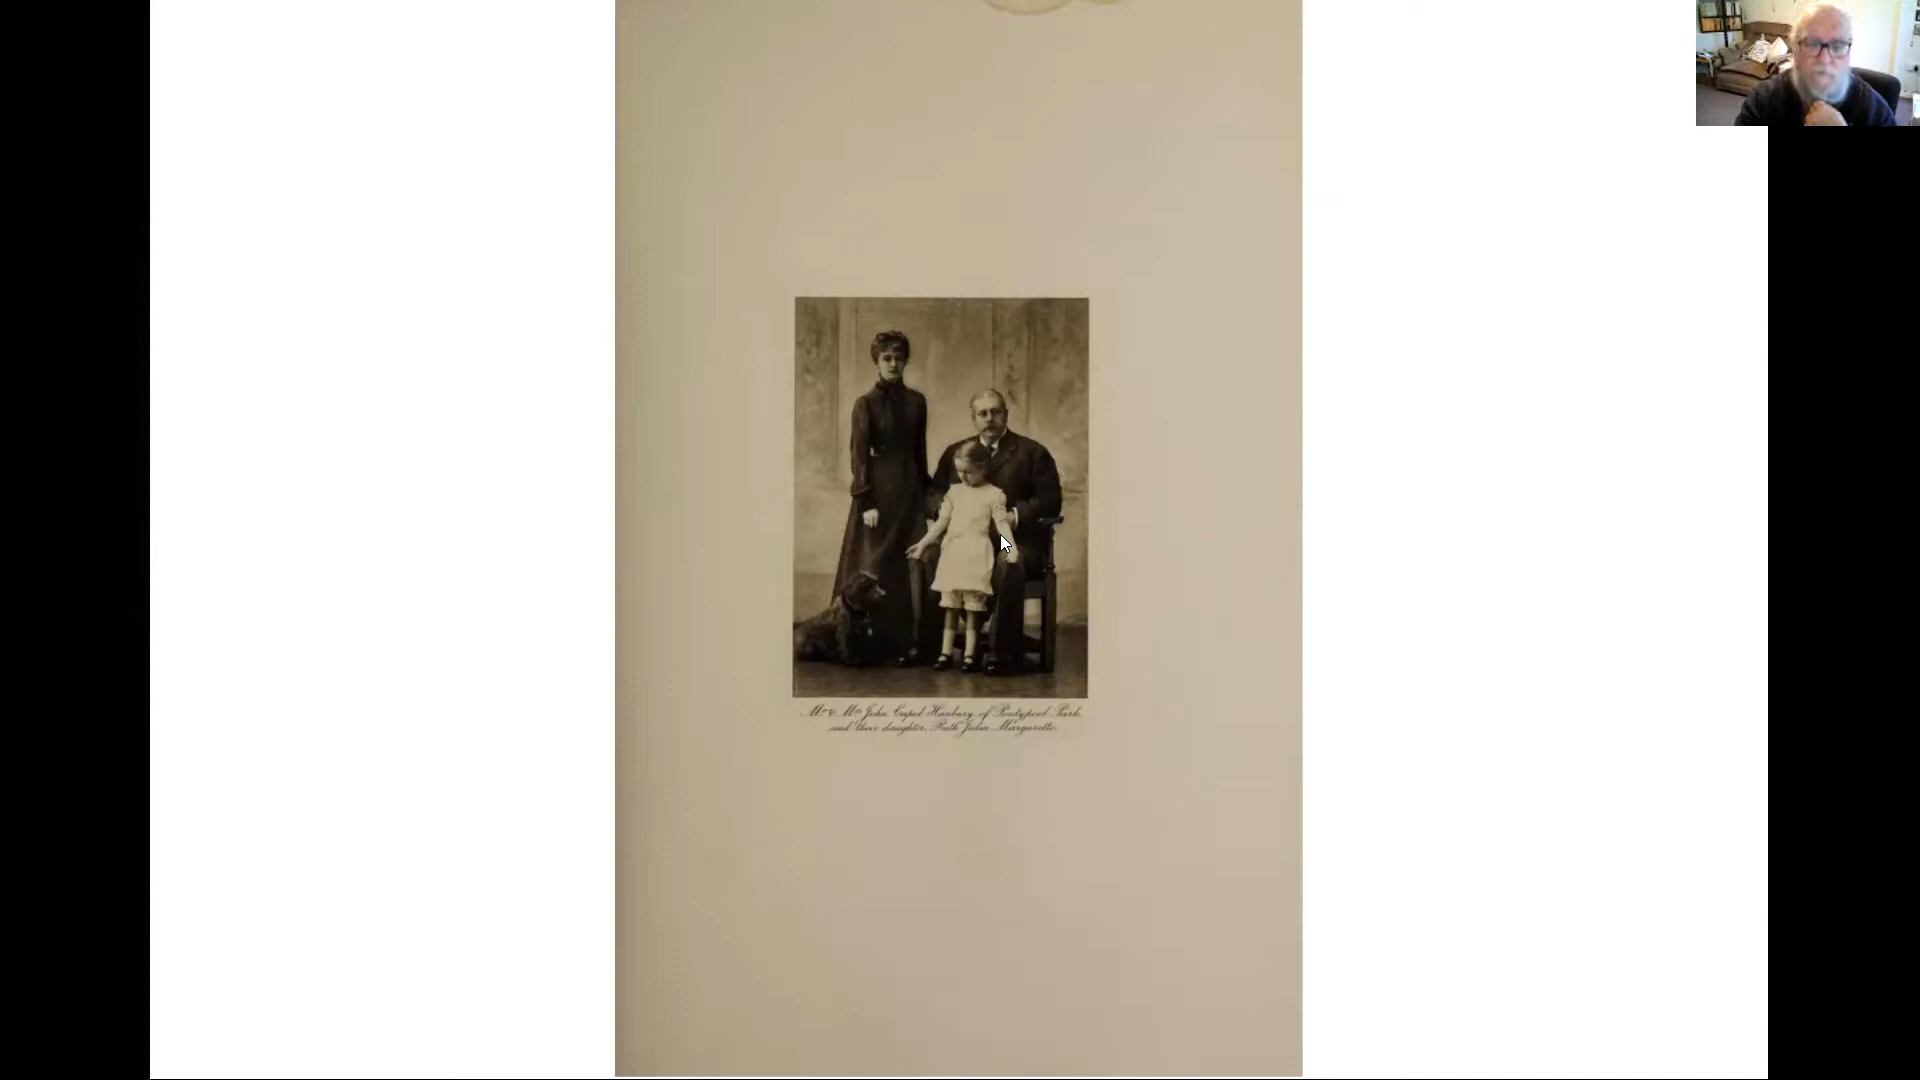 Mr & Mrs John Capel Hanbury, of Pontypool Park,
and their daughter, Ruth Julia Margarette.